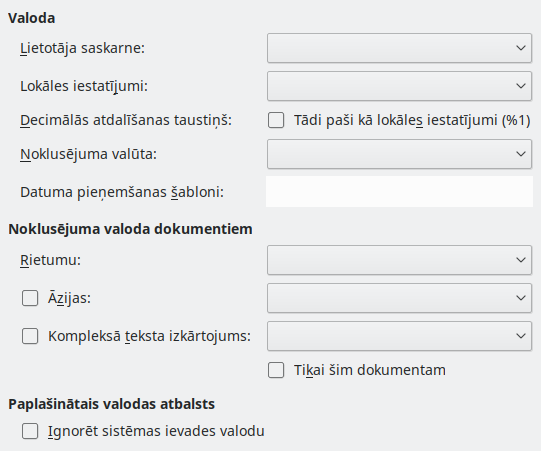 Valoda
Lietotāja saskarne:
Lokāles iestatījumi:
Decimālās atdalīšanas taustiņš:
Tādi paši kā lokāles iestatījumi (%1)
Noklusējuma valūta:
Datuma pieņemšanas šabloni:
Noklusējuma valoda dokumentiem
Rietumu:
Āzijas:
Kompleksā teksta izkārtojums:
Tikai šim dokumentam
Paplašinātais valodas atbalsts
Ignorēt sistēmas ievades valodu